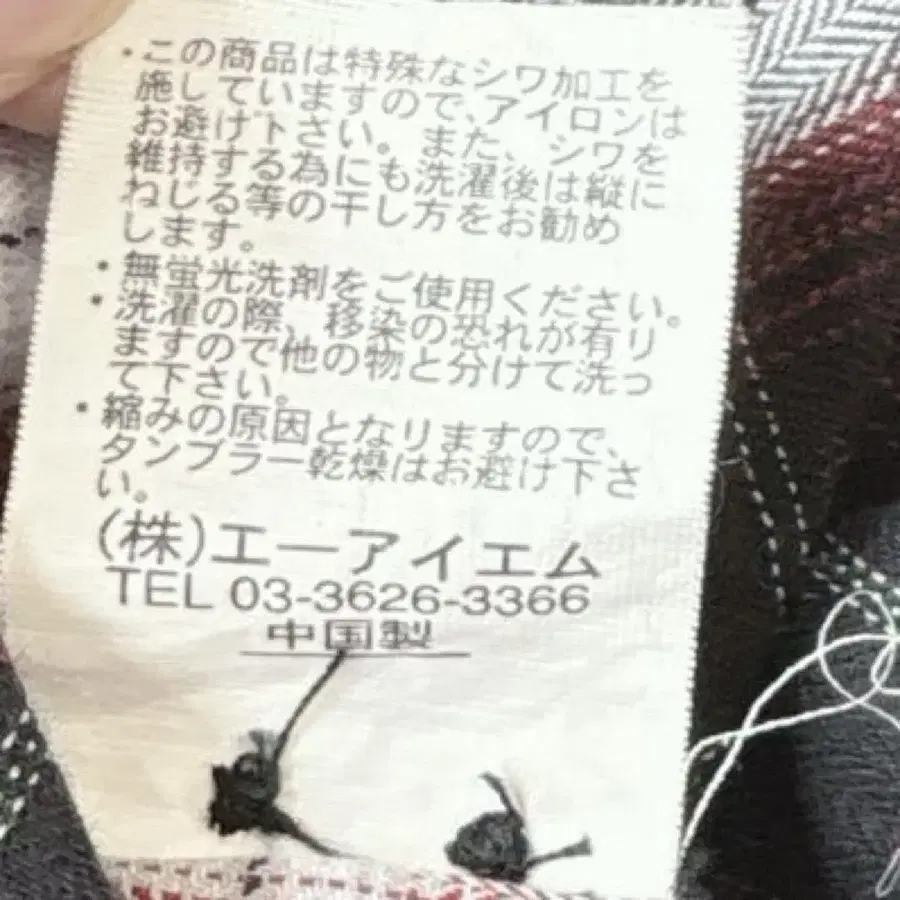 ・この商品は特殊なシワ加工を
施していますので、アイロンは
お避け下さい。また、シワを
維持する為にも洗濯後は縦に
ねじる等の干し方をお勧め
します。
・無蛍光洗剤をご使用ください。
・洗濯の際、移染の恐れが有り
ますので他の物と分けて洗っ
て下さい。
・縮みの原因となりますので、
タンブラー乾燥はお避け下さ
い。
(株)エーアイエム
TEL 03-3626-3366
中国製